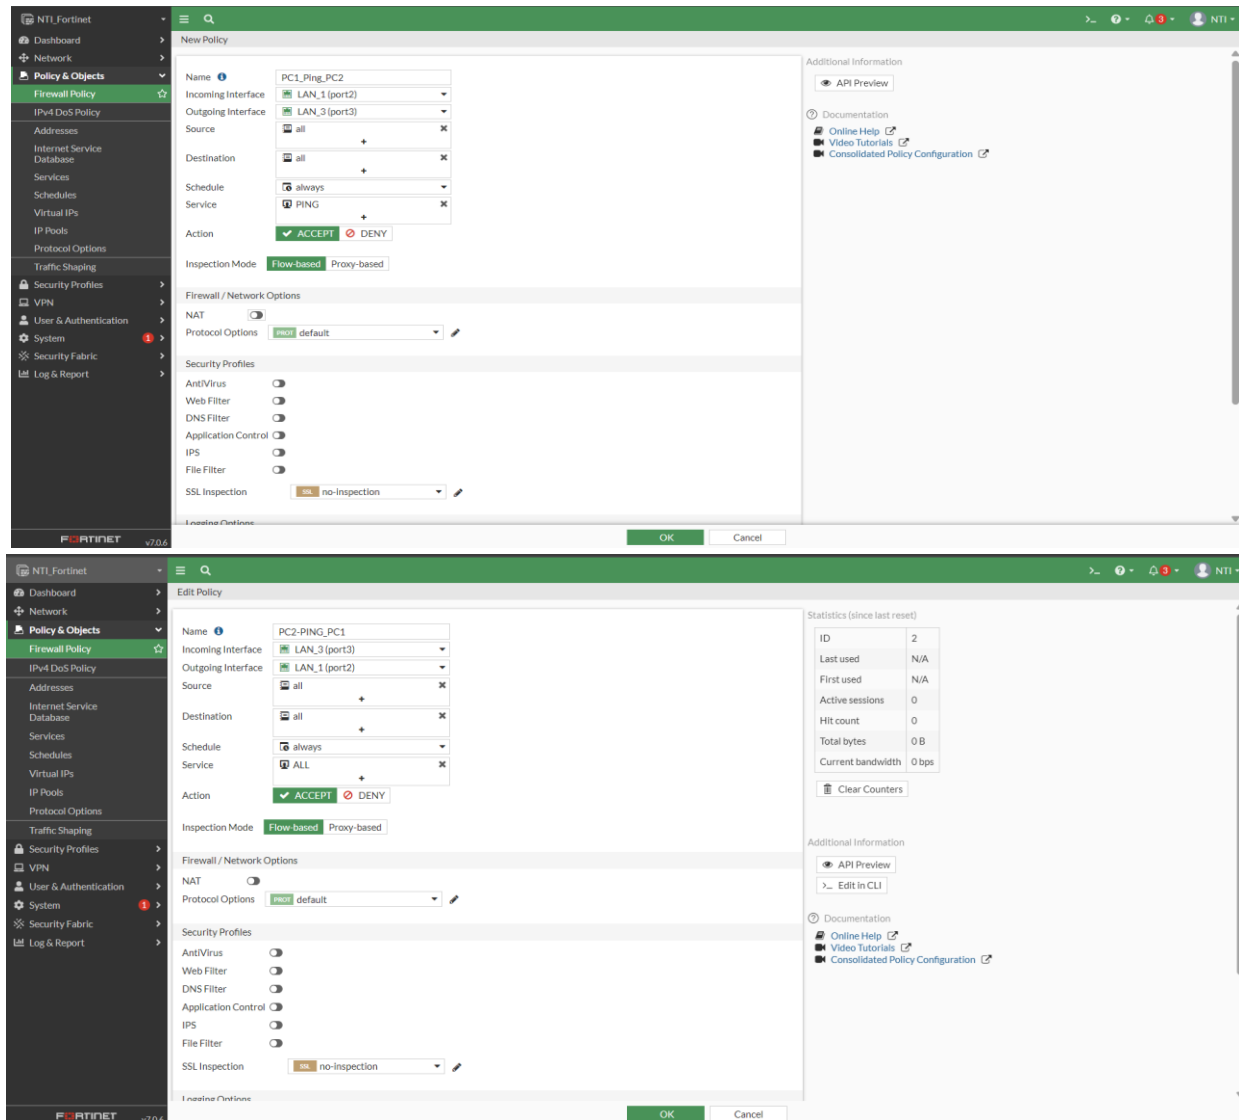 NTI_Fortinet
3 NTI
Dashboard
New Policy
Network
Policy & Objects
Firewall Policy
IPv4 DoS Policy
Addresses
Internet Service
Database
Services
Schedules
Virtual IPs
IP Pools
Protocol Options
Traffic Shaping
Security Profiles
VPN
User & Authentication
System 1
Security Fabric
Log & Report
FORTINET v7.0.6
Name PC1_Ping_PC2
Incoming Interface LAN_1 (port2)
Outgoing Interface LAN_3 (port3)
Source all
+
Destination all
+
Schedule always
Service PING
+
Action ACCEPT DENY
Inspection Mode Flow-based Proxy-based
Firewall / Network Options
NAT
Protocol Options PROT default
Security Profiles
AntiVirus
Web Filter
DNS Filter
Application Control
IPS
File Filter
SSL Inspection SSL no-inspection
Logging Options
OK Cancel
Additional Information
API Preview
Documentation
Online Help
Video Tutorials
Consolidated Policy Configuration
NTI_Fortinet
3 NTI
Dashboard
Edit Policy
Network
Policy & Objects
Firewall Policy
IPv4 DoS Policy
Addresses
Internet Service
Database
Services
Schedules
Virtual IPs
IP Pools
Protocol Options
Traffic Shaping
Security Profiles
VPN
User & Authentication
System 1
Security Fabric
Log & Report
FORTINET v7.0.6
Name PC2-PING_PC1
Incoming Interface LAN_3 (port3)
Outgoing Interface LAN_1 (port2)
Source all
+
Destination all
+
Schedule always
Service ALL
+
Action ACCEPT DENY
Inspection Mode Flow-based Proxy-based
Firewall / Network Options
NAT
Protocol Options PROT default
Security Profiles
AntiVirus
Web Filter
DNS Filter
Application Control
IPS
File Filter
SSL Inspection SSL no-inspection
Logging Options
OK Cancel
Statistics (since last reset)
ID 2
Last used N/A
First used N/A
Active sessions 0
Hit count 0
Total bytes 0 B
Current bandwidth 0 bps
Clear Counters
Additional Information
API Preview
>_ Edit in CLI
Documentation
Online Help
Video Tutorials
Consolidated Policy Configuration